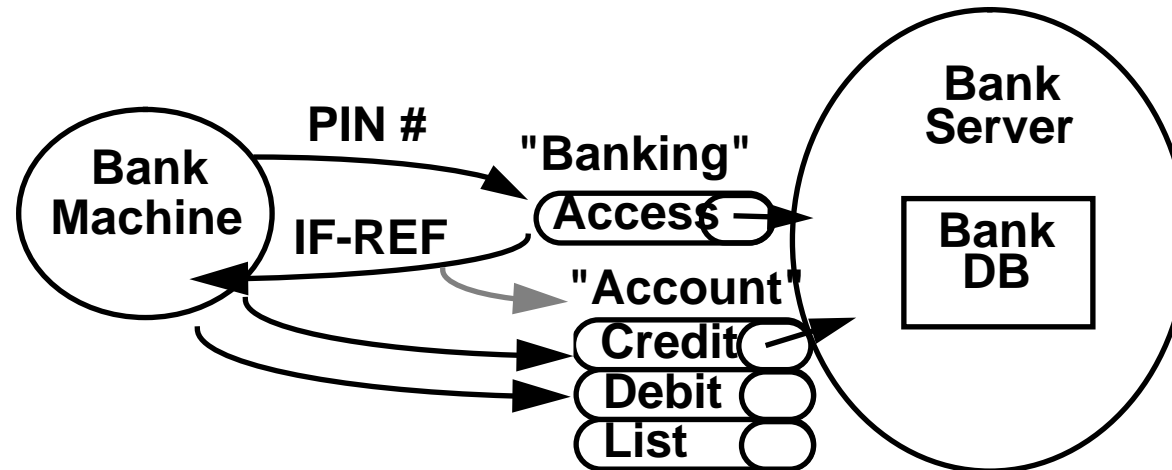 Bank
Machine
PIN #
IF-REF
"Banking"
Access
"Account"
Credit
Debit
List
Bank
Server
Bank
DB